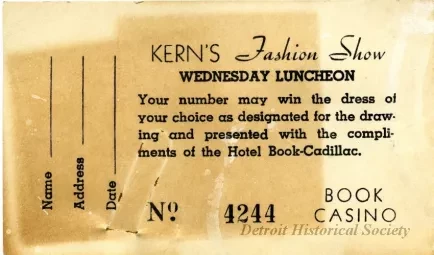 KERN'S Fashion Show
WEDNESDAY LUNCHEON
Your number may win the dress of
your choice as designated for the draw-
ing and presented with the compli-
ments of the Hotel Book-Cadillac.
Name
Address
Date
No. 4244
BOOK
CASINO
Detroit Historical Society